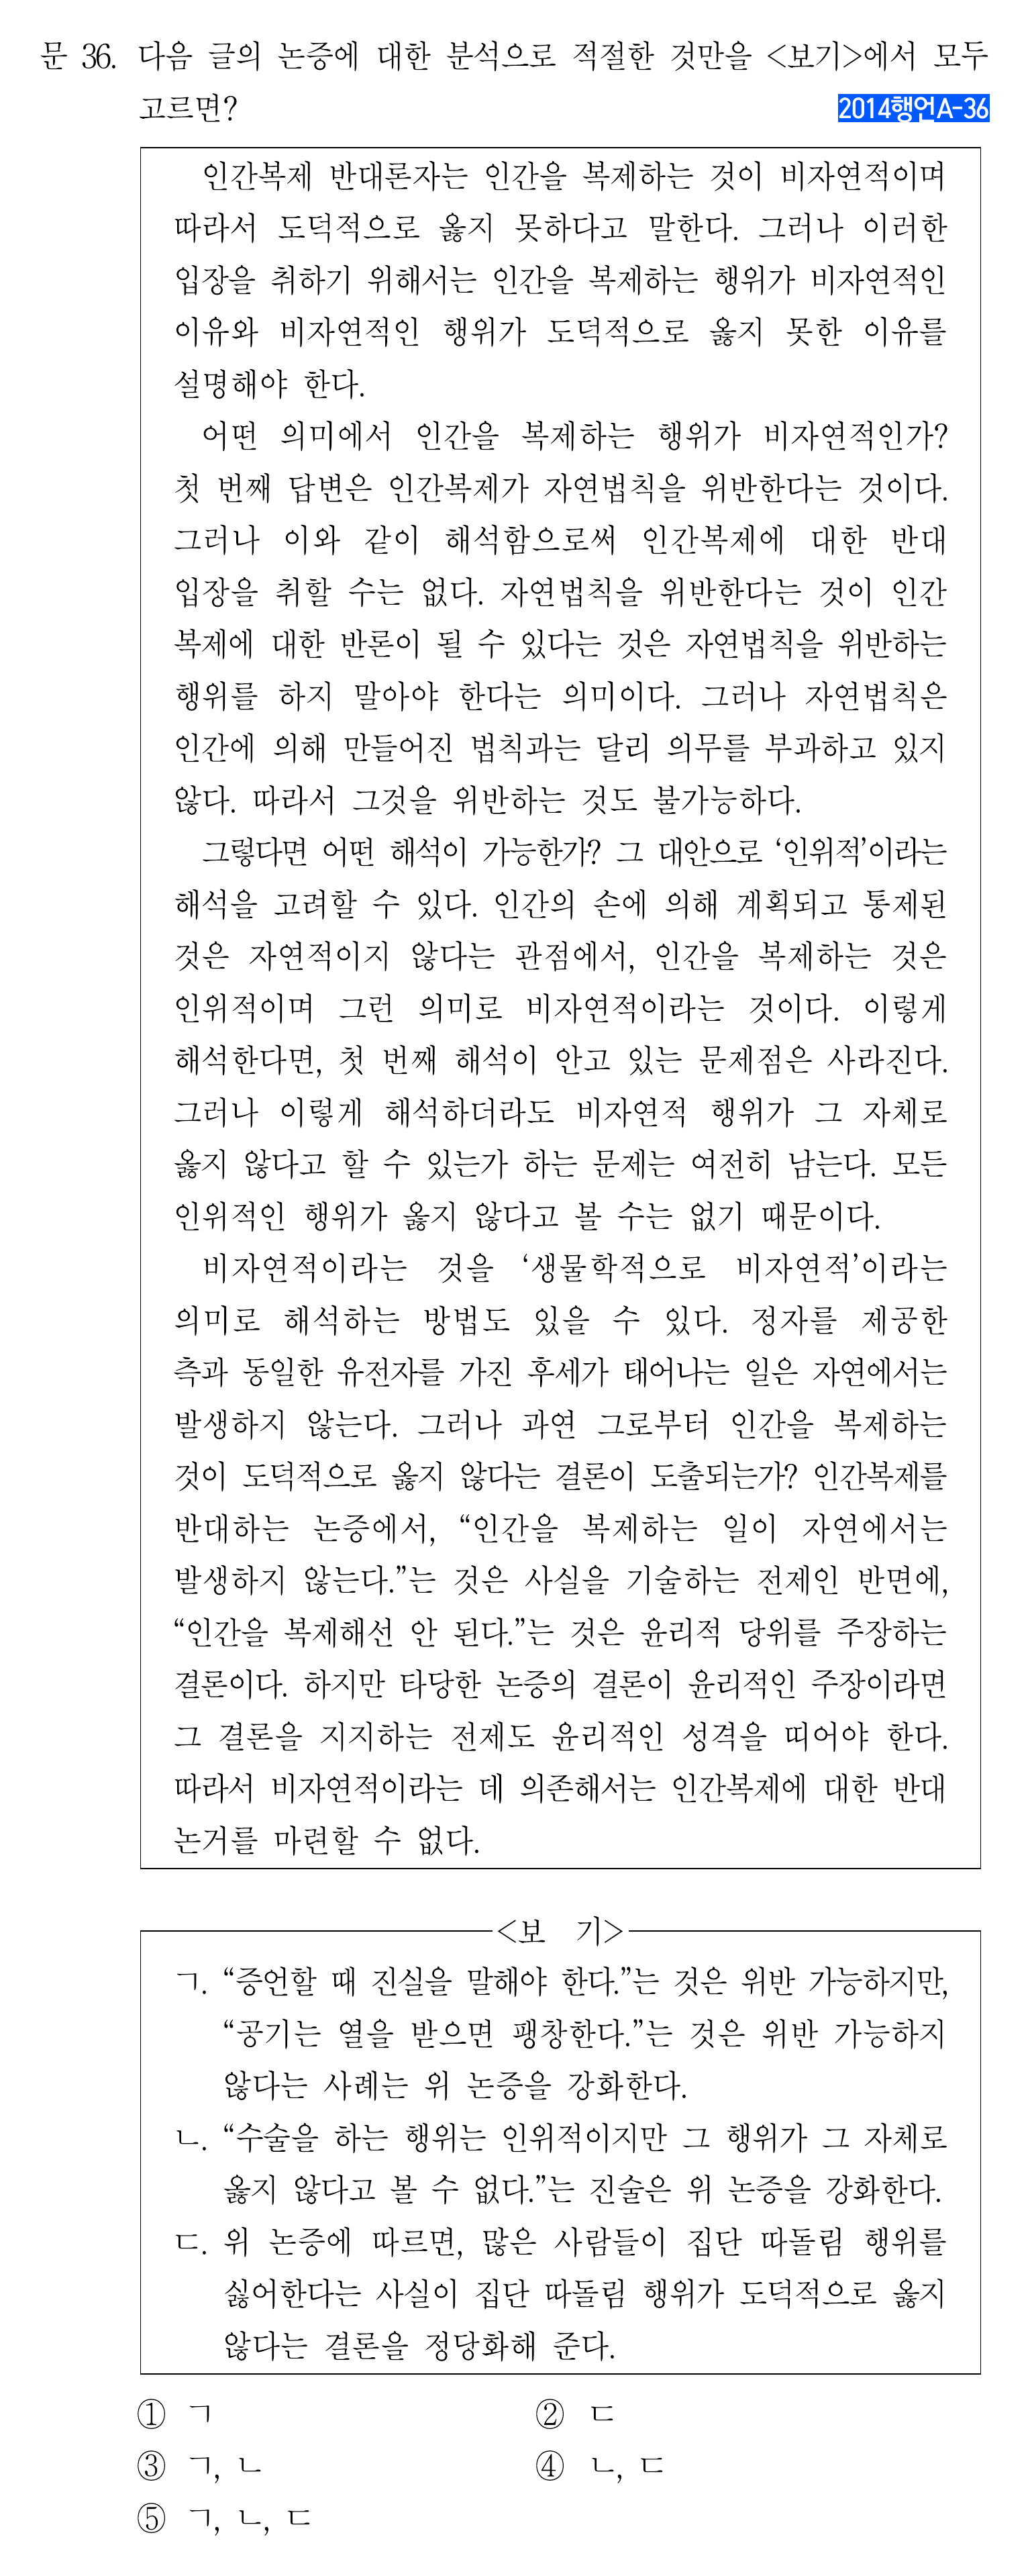 문 36. 다음 글의 논증에 대한 분석으로 적절한 것만을 <보기>에서 모두
고르면?
2014행언A-36
인간복제 반대론자는 인간을 복제하는 것이 비자연적이며
따라서 도덕적으로 옳지 못하다고 말한다. 그러나 이러한
입장을 취하기 위해서는 인간을 복제하는 행위가 비자연적인
이유와 비자연적인 행위가 도덕적으로 옳지 못한 이유를
설명해야 한다.
어떤 의미에서 인간을 복제하는 행위가 비자연적인가?
첫 번째 답변은 인간복제가 자연법칙을 위반한다는 것이다.
그러나 이와 같이 해석함으로써 인간복제에 대한 반대
입장을 취할 수는 없다. 자연법칙을 위반한다는 것이 인간
복제에 대한 반론이 될 수 있다는 것은 자연법칙을 위반하는
행위를 하지 말아야 한다는 의미이다. 그러나 자연법칙은
인간에 의해 만들어진 법칙과는 달리 의무를 부과하고 있지
않다. 따라서 그것을 위반하는 것도 불가능하다.
그렇다면 어떤 해석이 가능한가? 그 대안으로 ‘인위적’이라는
해석을 고려할 수 있다. 인간의 손에 의해 계획되고 통제된
것은 자연적이지 않다는 관점에서, 인간을 복제하는 것은
인위적이며 그런 의미로 비자연적이라는 것이다. 이렇게
해석한다면, 첫 번째 해석이 안고 있는 문제점은 사라진다.
그러나 이렇게 해석하더라도 비자연적 행위가 그 자체로
옳지 않다고 할 수 있는가 하는 문제는 여전히 남는다. 모든
인위적인 행위가 옳지 않다고 볼 수는 없기 때문이다.
비자연적이라는 것을 ‘생물학적으로 비자연적’이라는
의미로 해석하는 방법도 있을 수 있다. 정자를 제공한
측과 동일한 유전자를 가진 후세가 태어나는 일은 자연에서는
발생하지 않는다. 그러나 과연 그로부터 인간을 복제하는
것이 도덕적으로 옳지 않다는 결론이 도출되는가? 인간복제를
반대하는 논증에서, “인간을 복제하는 일이 자연에서는
발생하지 않는다.”는 것은 사실을 기술하는 전제인 반면에,
“인간을 복제해선 안 된다.”는 것은 윤리적 당위를 주장하는
결론이다. 하지만 타당한 논증의 결론이 윤리적인 주장이라면
그 결론을 지지하는 전제도 윤리적인 성격을 띠어야 한다.
따라서 비자연적이라는 데 의존해서는 인간복제에 대한 반대
논거를 마련할 수 없다.
<보 기>
ㄱ. “증언할 때 진실을 말해야 한다.”는 것은 위반 가능하지만,
“공기는 열을 받으면 팽창한다.”는 것은 위반 가능하지
않다는 사례는 위 논증을 강화한다.
ㄴ. “수술을 하는 행위는 인위적이지만 그 행위가 그 자체로
옳지 않다고 볼 수 없다.”는 진술은 위 논증을 강화한다.
ㄷ. 위 논증에 따르면, 많은 사람들이 집단 따돌림 행위를
싫어한다는 사실이 집단 따돌림 행위가 도덕적으로 옳지
않다는 결론을 정당화해 준다.
① ㄱ ② ㄷ
③ ㄱ, ㄴ ④ ㄴ, ㄷ
⑤ ㄱ, ㄴ, ㄷ